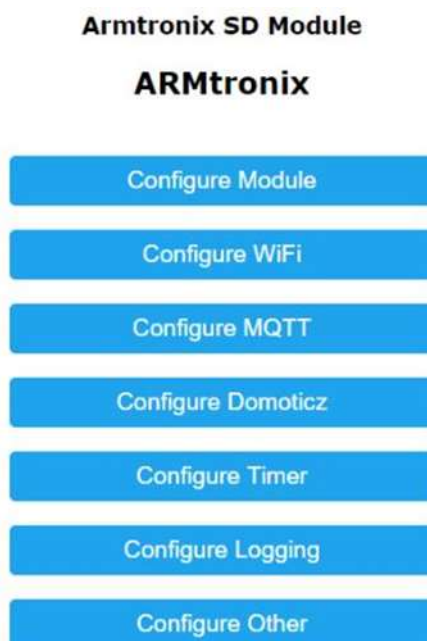 Armtronix SD Module
ARMtronix
Configure Module
Configure WiFi
Configure MQTT
Configure Domoticz
Configure Timer
Configure Logging
Configure Other